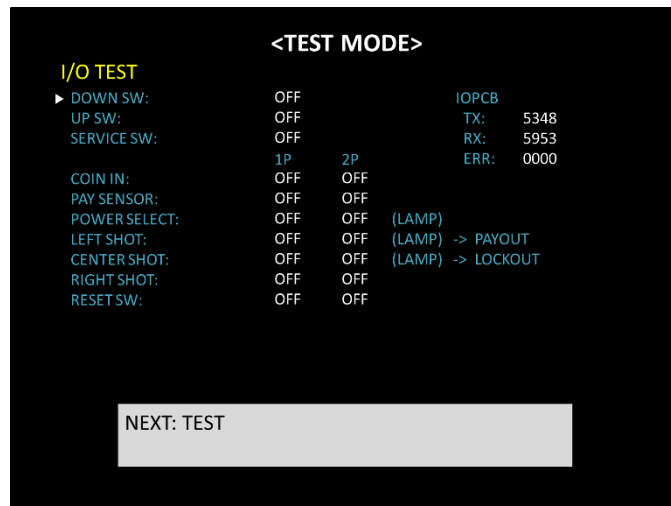 <TEST MODE>
I/O TEST
DOWN SW: OFF IOPCB
UP SW: OFF TX: 5348
SERVICE SW: OFF RX: 5953
1P 2P ERR: 0000
COIN IN: OFF OFF
PAY SENSOR: OFF OFF
POWER SELECT: OFF OFF (LAMP)
LEFT SHOT: OFF OFF (LAMP) -> PAYOUT
CENTER SHOT: OFF OFF (LAMP) -> LOCKOUT
RIGHT SHOT: OFF OFF
RESET SW: OFF OFF
NEXT: TEST